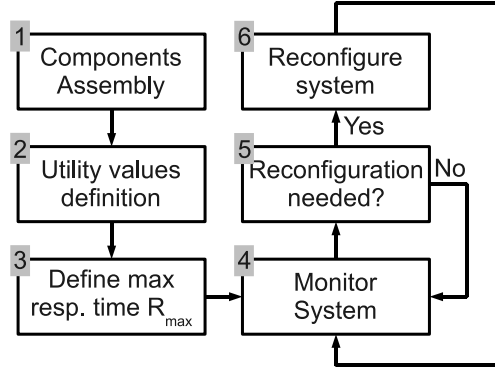 1
Components
Assembly
2
Utility values
definition
3
Define max
resp. time Rmax
4
Monitor
System
5
Reconfiguration
needed?
No
Yes
6
Reconfigure
system